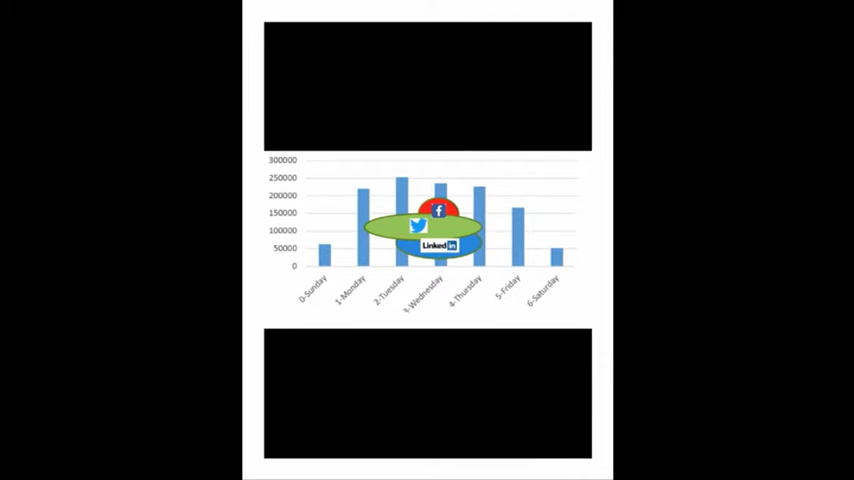 300000
250000
200000
150000
100000
50000
0
f
Linked in
0-Sunday
1-Monday
2-Tuesday
3-Wednesday
4-Thursday
5-Friday
6-Saturday